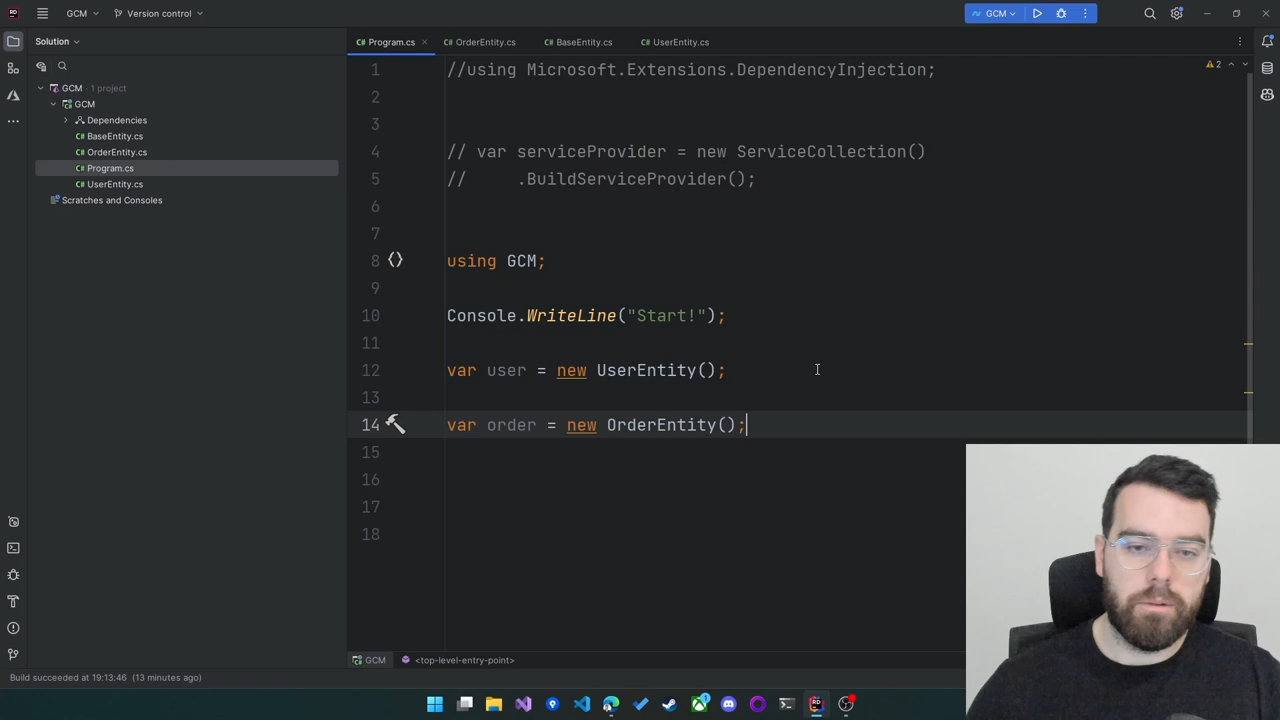 GCM
Version control
GCM
Solution
Program.cs
OrderEntity.cs
BaseEntity.cs
UserEntity.cs
GCM · 1 project
GCM
Dependencies
BaseEntity.cs
OrderEntity.cs
Program.cs
UserEntity.cs
Scratches and Consoles
2
1 //using Microsoft.Extensions.DependencyInjection;
2
3
4 // var serviceProvider = new ServiceCollection()
5 //     .BuildServiceProvider();
6
7
8 using GCM;
9
10 Console.WriteLine("Start!");
11
12 var user = new UserEntity();
13
14 var order = new OrderEntity();
15
16
17
18
GCM
<top-level-entry-point>
Build succeeded at 19:13:46 (13 minutes ago)